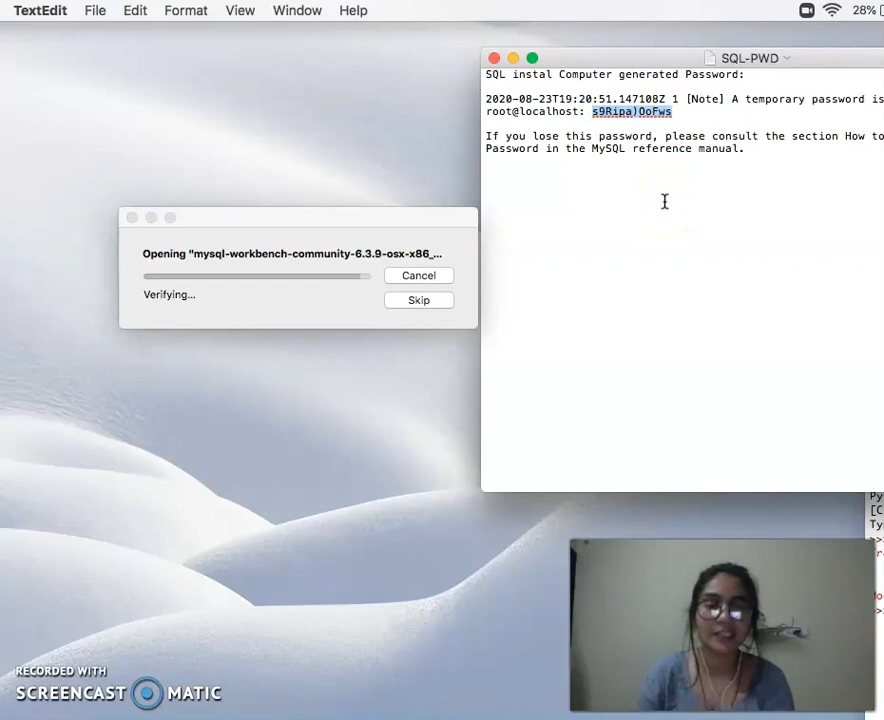 TextEdit File Edit Format View Window Help 28%
SQL-PWD
SQL instal Computer generated Password:
2020-08-23T19:20:51.147108Z 1 [Note] A temporary password is
root@localhost: s9Ripa)OoFws
If you lose this password, please consult the section How to
Password in the MySQL reference manual.
Opening "mysql-workbench-community-6.3.9-osx-x86_...
Cancel
Verifying...
Skip
Py
[C
Ty
>>
RECORDED WITH
SCREENCAST MATIC